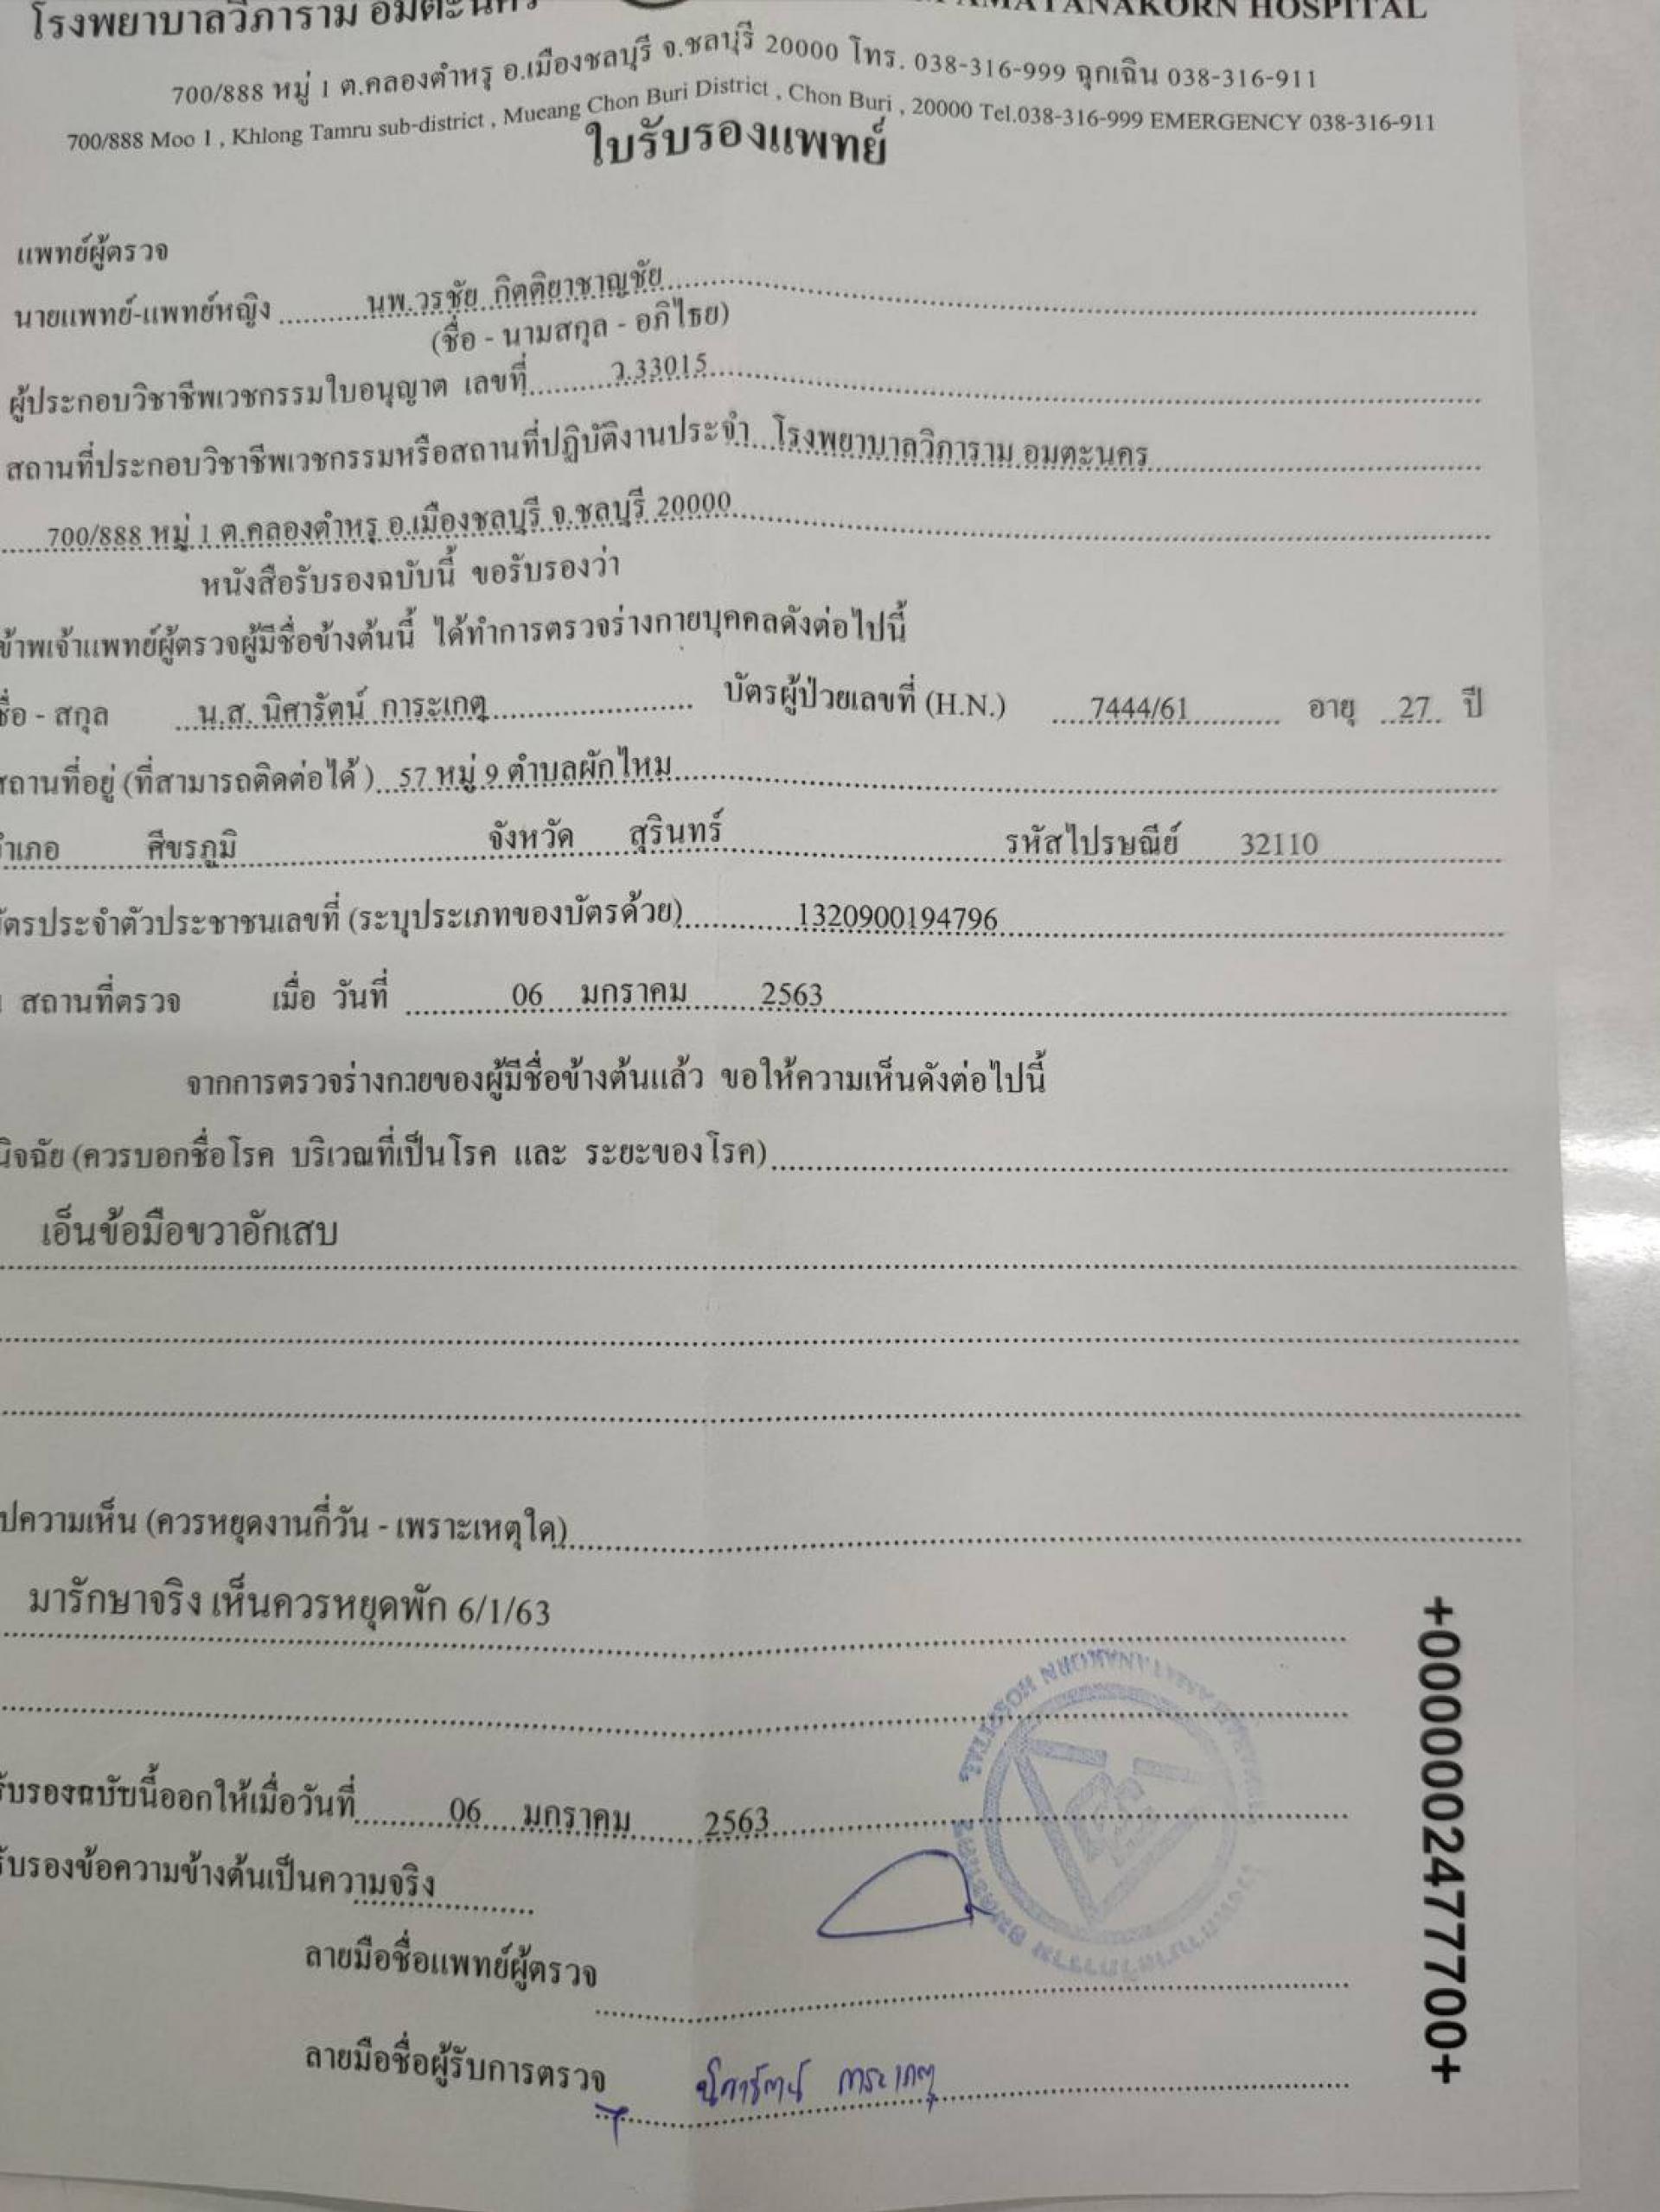 โรงพยาบาลวิภาราม อมตะนคร AMATANAKORN HOSPITAL
700/888 หมู่ 1 ต.คลองตำหรุ อ.เมืองชลบุรี จ.ชลบุรี 20000 โทร. 038-316-999 ฉุกเฉิน 038-316-911
700/888 Moo 1 , Khlong Tamru sub-district , Mueang Chon Buri District , Chon Buri , 20000 Tel.038-316-999 EMERGENCY 038-316-911
ใบรับรองแพทย์
แพทย์ผู้ตรวจ
นายแพทย์-แพทย์หญิง นพ.วรชัย กิตติยาชาญชัย
(ชื่อ - นามสกุล - อภิไธย)
ผู้ประกอบวิชาชีพเวชกรรมใบอนุญาต เลขที่ ว.33015
สถานที่ประกอบวิชาชีพเวชกรรมหรือสถานที่ปฏิบัติงานประจำ โรงพยาบาลวิภาราม อมตะนคร
700/888 หมู่ 1 ต.คลองตำหรุ อ.เมืองชลบุรี จ.ชลบุรี 20000
หนังสือรับรองฉบับนี้ ขอรับรองว่า
ข้าพเจ้าแพทย์ผู้ตรวจผู้มีชื่อข้างต้นนี้ ได้ทำการตรวจร่างกายบุคคลดังต่อไปนี้
ชื่อ - สกุล น.ส. นิศารัตน์ การะเกตุ บัตรผู้ป่วยเลขที่ (H.N.) 7444/61 อายุ 27 ปี
สถานที่อยู่ (ที่สามารถติดต่อได้ ) 57 หมู่ 9 ตำบลผักไหม
อำเภอ ศีขรภูมิ จังหวัด สุรินทร์ รหัสไปรษณีย์ 32110
บัตรประจำตัวประชาชนเลขที่ (ระบุประเภทของบัตรด้วย) 1320900194796
ณ สถานที่ตรวจ เมื่อ วันที่ 06 มกราคม 2563
จากการตรวจร่างกายของผู้มีชื่อข้างต้นแล้ว ขอให้ความเห็นดังต่อไปนี้
นิจฉัย (ควรบอกชื่อโรค บริเวณที่เป็นโรค และ ระยะของโรค)
เอ็นข้อมือขวาอักเสบ
ปความเห็น (ควรหยุดงานกี่วัน - เพราะเหตุใด)
มารักษาจริง เห็นควรหยุดพัก 6/1/63
รับรองฉบับนี้ออกให้เมื่อวันที่ 06 มกราคม 2563
รับรองข้อความข้างต้นเป็นความจริง
ลายมือชื่อแพทย์ผู้ตรวจ
ลายมือชื่อผู้รับการตรวจ นิศารัตน์ การะเกตุ
+0000002477700+